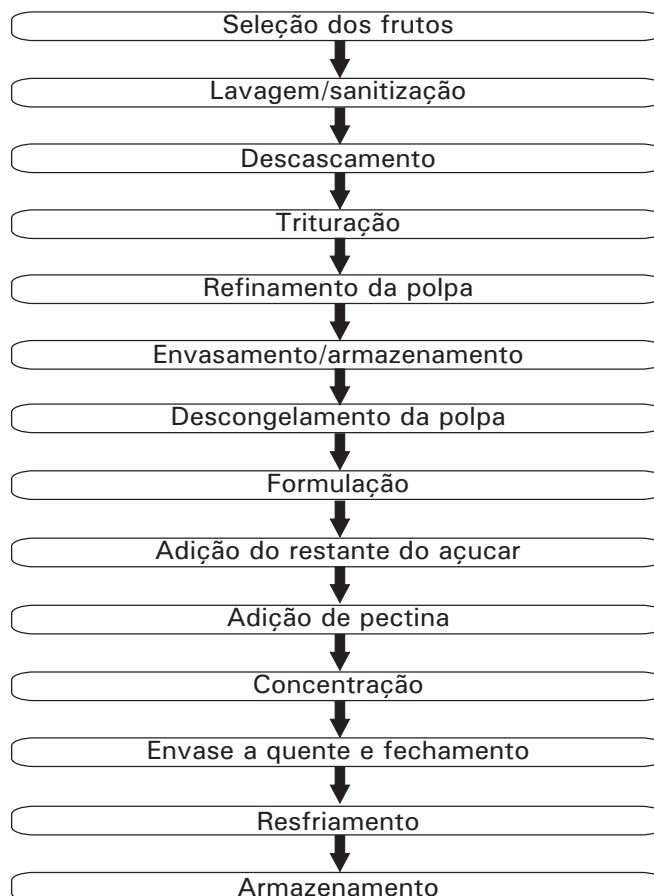 Seleção dos frutos
Lavagem/sanitização
Descascamento
Trituração
Refinamento da polpa
Envasamento/armazenamento
Descongelamento da polpa
Formulação
Adição do restante do açucar
Adição de pectina
Concentração
Envase a quente e fechamento
Resfriamento
Armazenamento